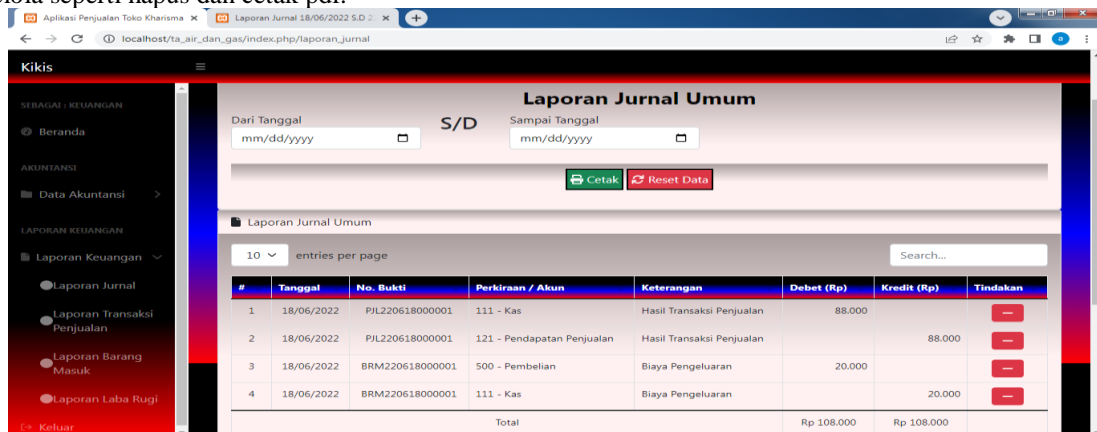 seperti hapus dan cetak pdf.
Aplikasi Penjualan Toko Kharisma
Laporan Jurnal 18/06/2022 S.D 2
localhost/ta_air_dan_gas/index.php/laporan_jurnal
a
Kikis
SEBAGAI : KEUANGAN
Beranda
AKUNTANSI
Data Akuntansi
LAPORAN KEUANGAN
Laporan Keuangan
Laporan Jurnal
Laporan Transaksi
Penjualan
Laporan Barang
Masuk
Laporan Laba Rugi
Keluar
Laporan Jurnal Umum
Dari Tanggal S/D Sampai Tanggal
mm/dd/yyyy mm/dd/yyyy
Cetak Reset Data
Laporan Jurnal Umum
10 entries per page Search...
# Tanggal No. Bukti Perkiraan / Akun Keterangan Debet (Rp) Kredit (Rp) Tindakan
1 18/06/2022 PJL220618000001 111 - Kas Hasil Transaksi Penjualan 88.000
2 18/06/2022 PJL220618000001 121 - Pendapatan Penjualan Hasil Transaksi Penjualan 88.000
3 18/06/2022 BRM220618000001 500 - Pembelian Biaya Pengeluaran 20.000
4 18/06/2022 BRM220618000001 111 - Kas Biaya Pengeluaran 20.000
Total Rp 108.000 Rp 108.000